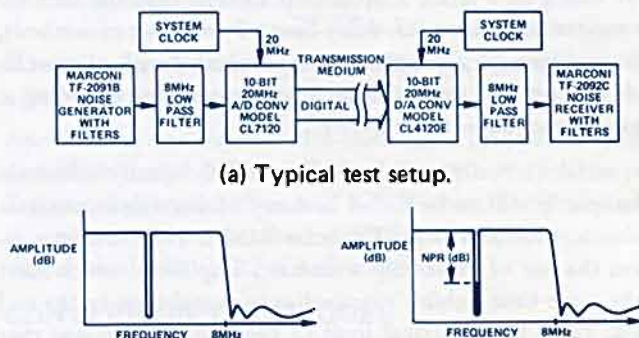 SYSTEM
CLOCK
SYSTEM
CLOCK
20
MHz
TRANSMISSION
MEDIUM
20
MHz
MARCONI
TF-2091B
NOISE
GENERATOR
WITH
FILTERS
8MHz
LOW
PASS
FILTER
10-BIT
20MHz
A/D CONV
MODEL
CL7120
DIGITAL
10-BIT
20MHz
D/A CONV
MODEL
CL4120E
8MHz
LOW
PASS
FILTER
MARCONI
TF-2092C
NOISE
RECEIVER
WITH
FILTERS
(a) Typical test setup.
AMPLITUDE
(dB)
FREQUENCY
8MHz
AMPLITUDE
(dB)
NPR (dB)
FREQUENCY
8MHz